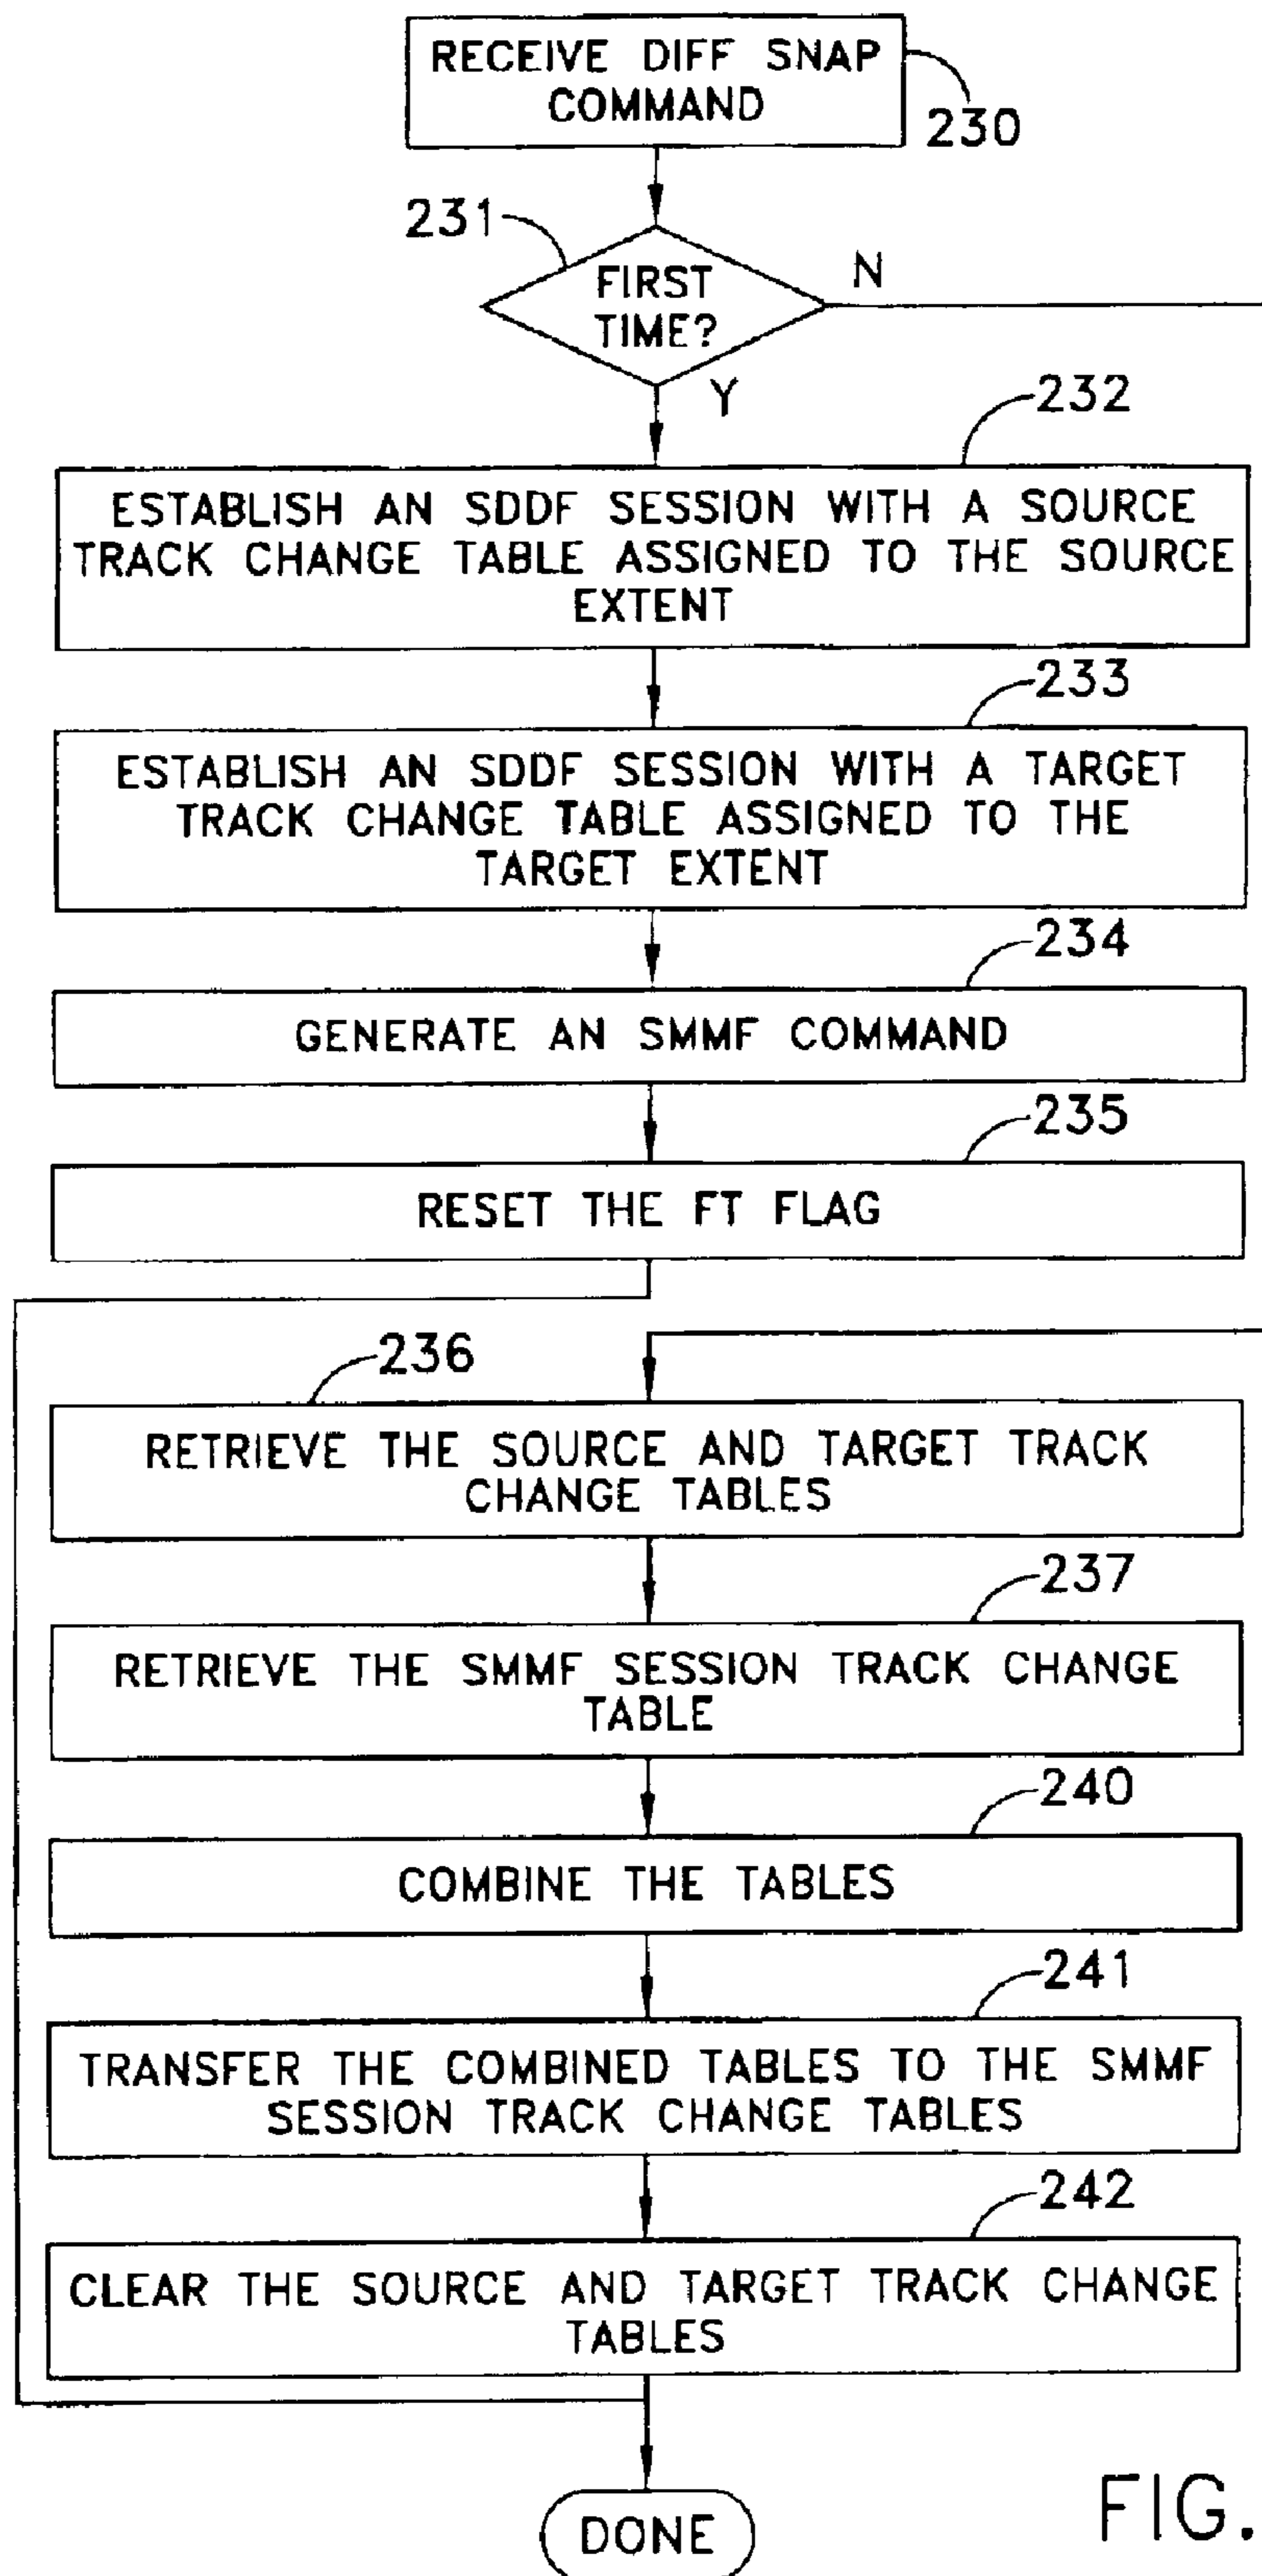 RECEIVE DIFF SNAP
COMMAND
230
231
FIRST
TIME?
N
Y
232
ESTABLISH AN SDDF SESSION WITH A SOURCE
TRACK CHANGE TABLE ASSIGNED TO THE SOURCE
EXTENT
233
ESTABLISH AN SDDF SESSION WITH A TARGET
TRACK CHANGE TABLE ASSIGNED TO THE
TARGET EXTENT
234
GENERATE AN SMMF COMMAND
235
RESET THE FT FLAG
236
RETRIEVE THE SOURCE AND TARGET TRACK
CHANGE TABLES
237
RETRIEVE THE SMMF SESSION TRACK CHANGE
TABLE
240
COMBINE THE TABLES
241
TRANSFER THE COMBINED TABLES TO THE SMMF
SESSION TRACK CHANGE TABLES
242
CLEAR THE SOURCE AND TARGET TRACK CHANGE
TABLES
DONE
FIG.